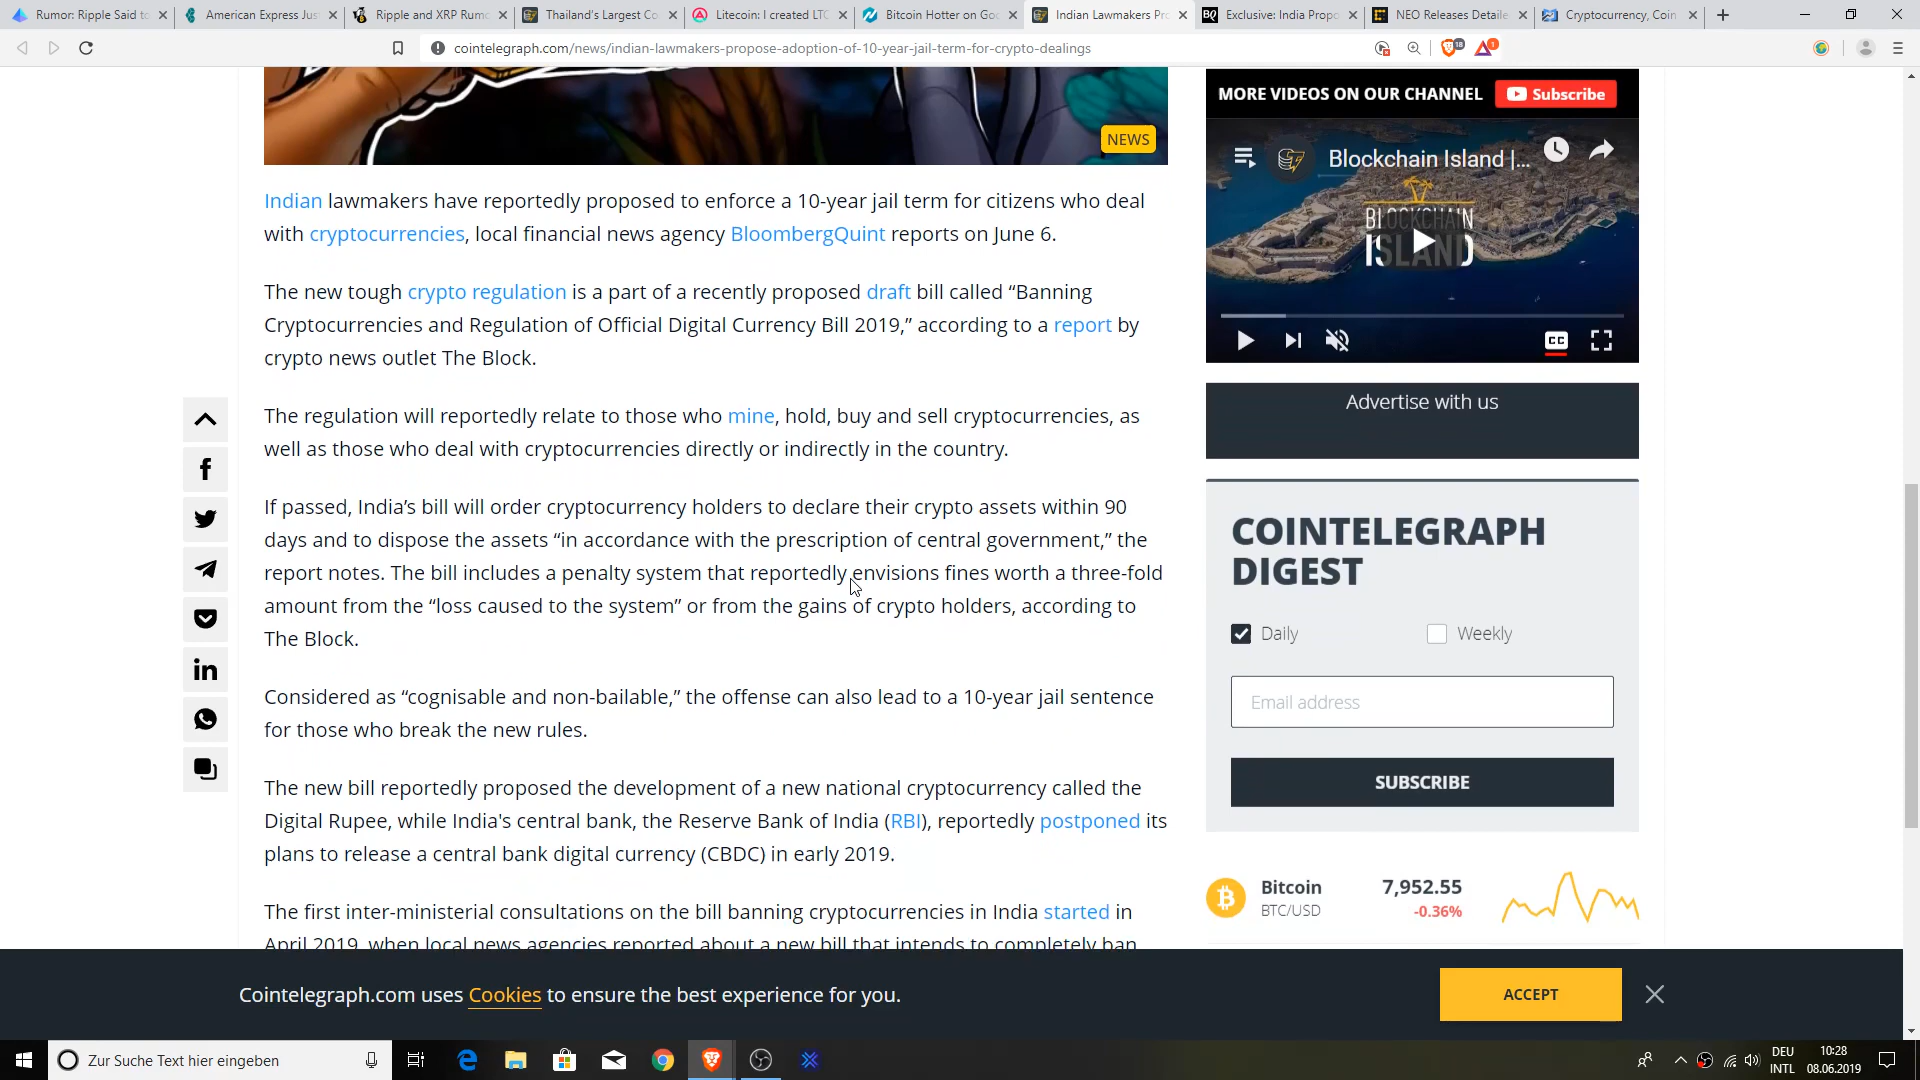 Rumor: Ripple Said to
American Express Jus
Ripple and XRP Rumo
Thailand's Largest Co
Litecoin: I created LTC
Bitcoin Hotter on Goo
Indian Lawmakers Pro
BQ Exclusive: India Propo
NEO Releases Detaile
Cryptocurrency, Coin
cointelegraph.com/news/indian-lawmakers-propose-adoption-of-10-year-jail-term-for-crypto-dealings
18
1
NEWS
Indian lawmakers have reportedly proposed to enforce a 10-year jail term for citizens who deal
with cryptocurrencies, local financial news agency BloombergQuint reports on June 6.
The new tough crypto regulation is a part of a recently proposed draft bill called “Banning
Cryptocurrencies and Regulation of Official Digital Currency Bill 2019,” according to a report by
crypto news outlet The Block.
The regulation will reportedly relate to those who mine, hold, buy and sell cryptocurrencies, as
well as those who deal with cryptocurrencies directly or indirectly in the country.
If passed, India’s bill will order cryptocurrency holders to declare their crypto assets within 90
days and to dispose the assets “in accordance with the prescription of central government,” the
report notes. The bill includes a penalty system that reportedly envisions fines worth a three-fold
amount from the “loss caused to the system” or from the gains of crypto holders, according to
The Block.
Considered as “cognisable and non-bailable,” the offense can also lead to a 10-year jail sentence
for those who break the new rules.
The new bill reportedly proposed the development of a new national cryptocurrency called the
Digital Rupee, while India's central bank, the Reserve Bank of India (RBI), reportedly postponed its
plans to release a central bank digital currency (CBDC) in early 2019.
The first inter-ministerial consultations on the bill banning cryptocurrencies in India started in
April 2019, when local news agencies reported about a new bill that intends to completely ban
MORE VIDEOS ON OUR CHANNEL
Subscribe
Blockchain Island |...
BLOCKCHAIN
ISLAND
CC
Advertise with us
COINTELEGRAPH
DIGEST
Daily
Weekly
Email address
SUBSCRIBE
Bitcoin 7,952.55
BTC/USD -0.36%
Cointelegraph.com uses Cookies to ensure the best experience for you.
ACCEPT
Zur Suche Text hier eingeben
DEU
INTL
10:28
08.06.2019